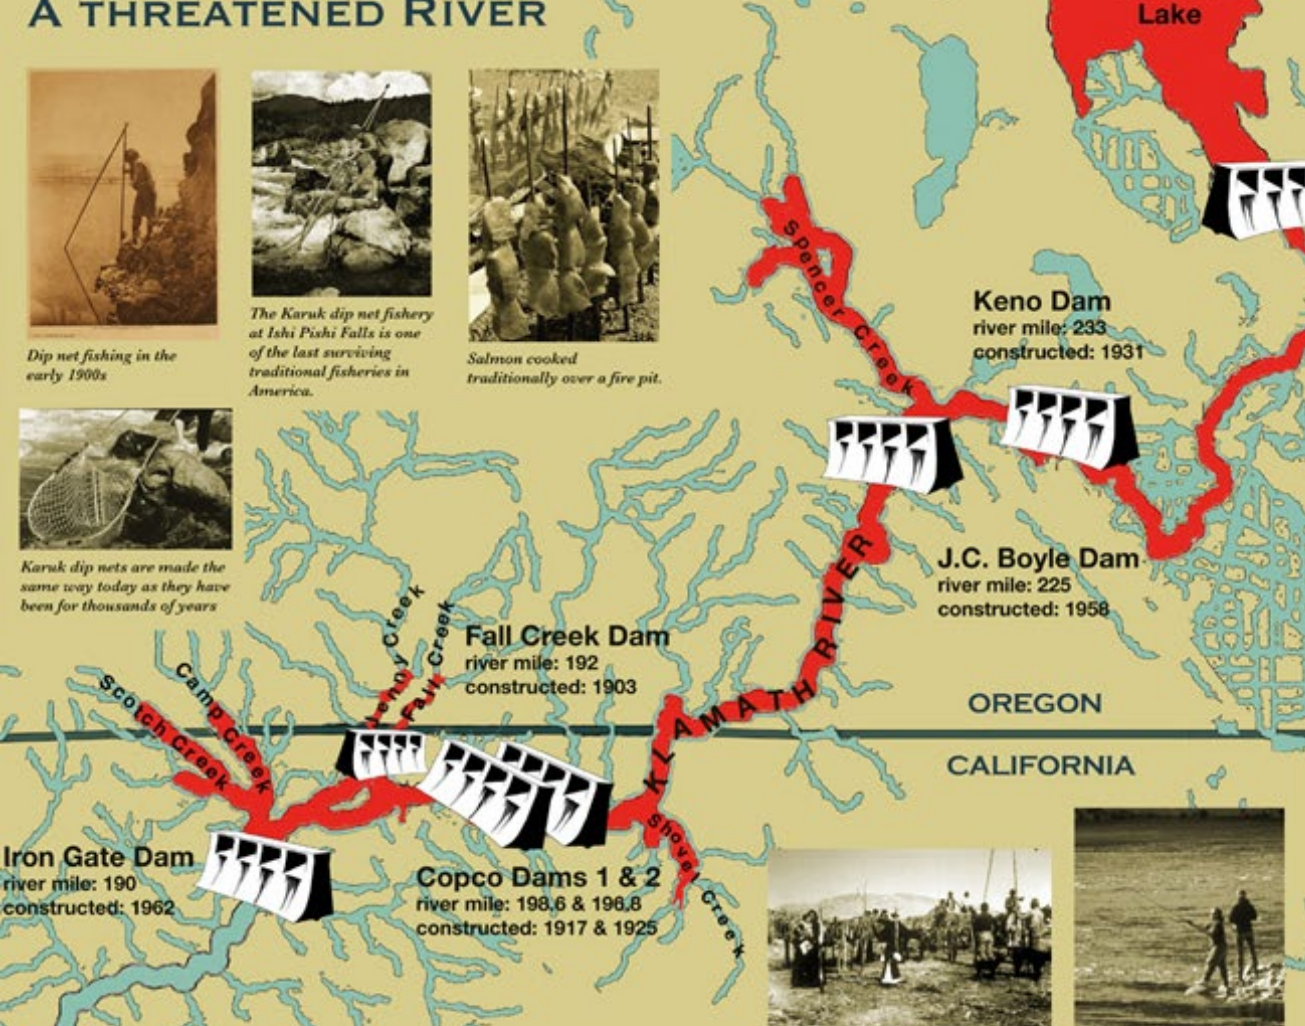 A THREATENED RIVER
Lake
Dip net fishing in the
early 1900s
The Karuk dip net fishery
at Ishi Pishi Falls is one
of the last surviving
traditional fisheries in
America.
Salmon cooked
traditionally over a fire pit.
Karuk dip nets are made the
same way today as they have
been for thousands of years
Spencer Creek
Keno Dam
river mile: 233
constructed: 1931
J.C. Boyle Dam
river mile: 225
constructed: 1958
KLAMATH RIVER
Jenny Creek
Fall Creek
Fall Creek Dam
river mile: 192
constructed: 1903
Scotch Creek
Camp Creek
OREGON
CALIFORNIA
Shovel Creek
Iron Gate Dam
river mile: 190
constructed: 1962
Copco Dams 1 & 2
river mile: 198.6 & 196.8
constructed: 1917 & 1925